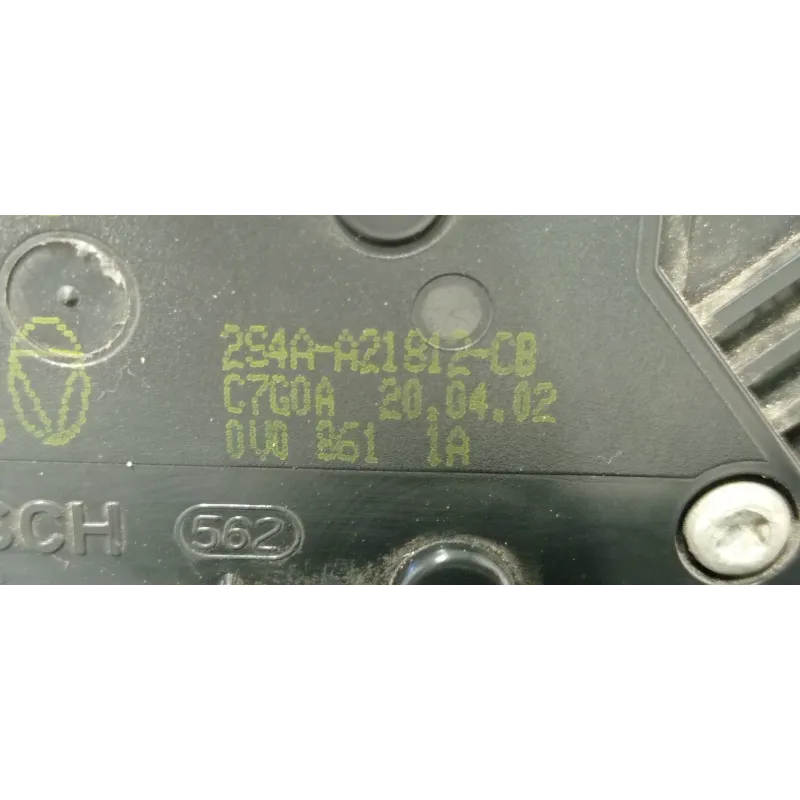 2S4A-A21812-CB
C7G0A 20.04.02
0V0 861 1A
SCH 562